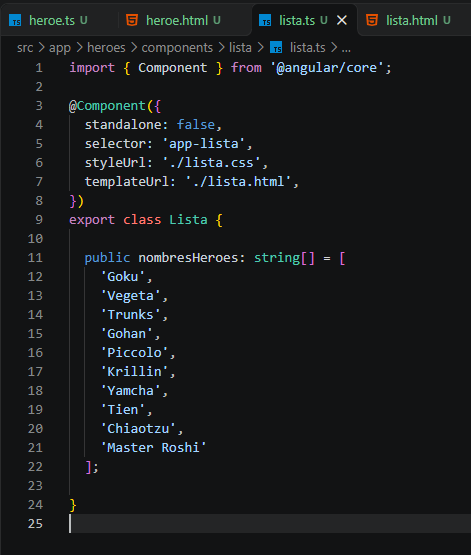 TS heroe.ts U heroe.html U TS lista.ts U lista.html U
src > app > heroes > components > lista > TS lista.ts > ...
1 import { Component } from '@angular/core';
2
3 @Component({
4 standalone: false,
5 selector: 'app-lista',
6 styleUrl: './lista.css',
7 templateUrl: './lista.html',
8 })
9 export class Lista {
10
11 public nombresHeroes: string[] = [
12 'Goku',
13 'Vegeta',
14 'Trunks',
15 'Gohan',
16 'Piccolo',
17 'Krillin',
18 'Yamcha',
19 'Tien',
20 'Chiaotzu',
21 'Master Roshi'
22 ];
23
24 }
25